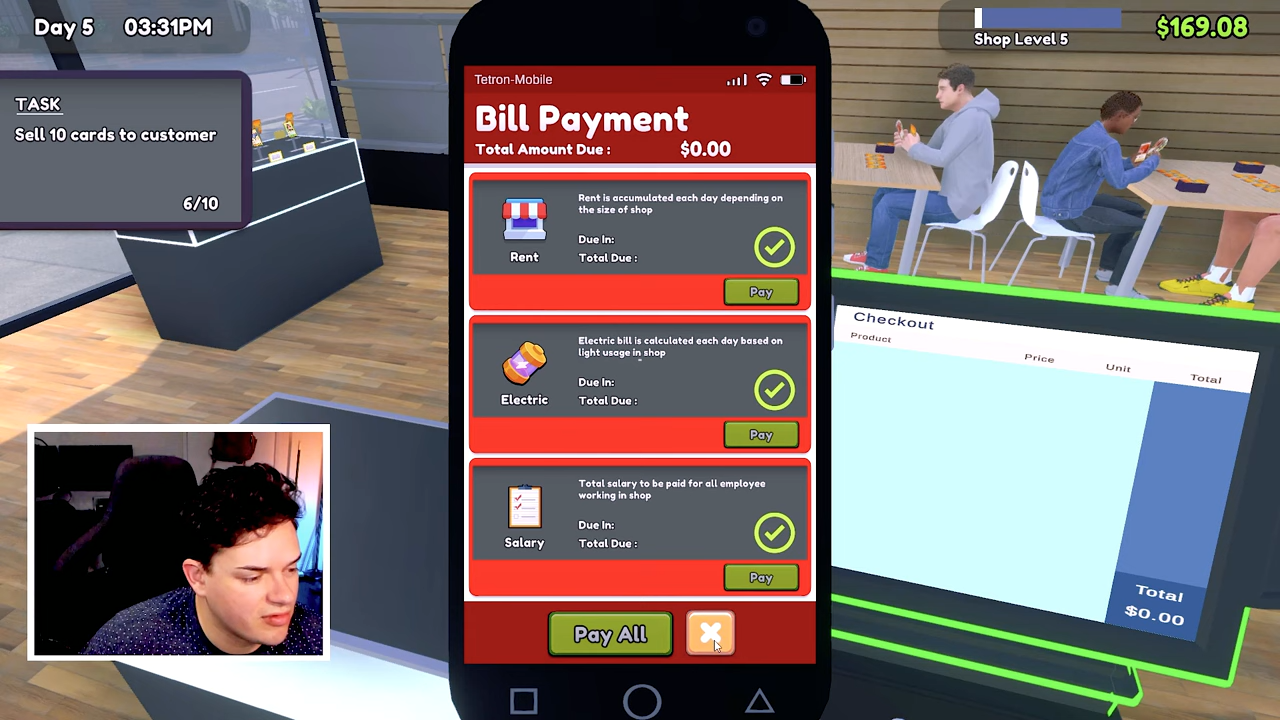 Day 5 03:31PM
Shop Level 5
$169.08
TASK
Sell 10 cards to customer
6/10
Tetron-Mobile
Bill Payment
Total Amount Due : $0.00
Rent is accumulated each day depending on
the size of shop
Due In:
Total Due :
Rent
Pay
Electric bill is calculated each day based on
light usage in shop
Due In:
Total Due :
Electric
Pay
Total salary to be paid for all employee
working in shop
Due In:
Total Due :
Salary
Pay
Pay All
Checkout
Product Price Unit Total
Total
$0.00